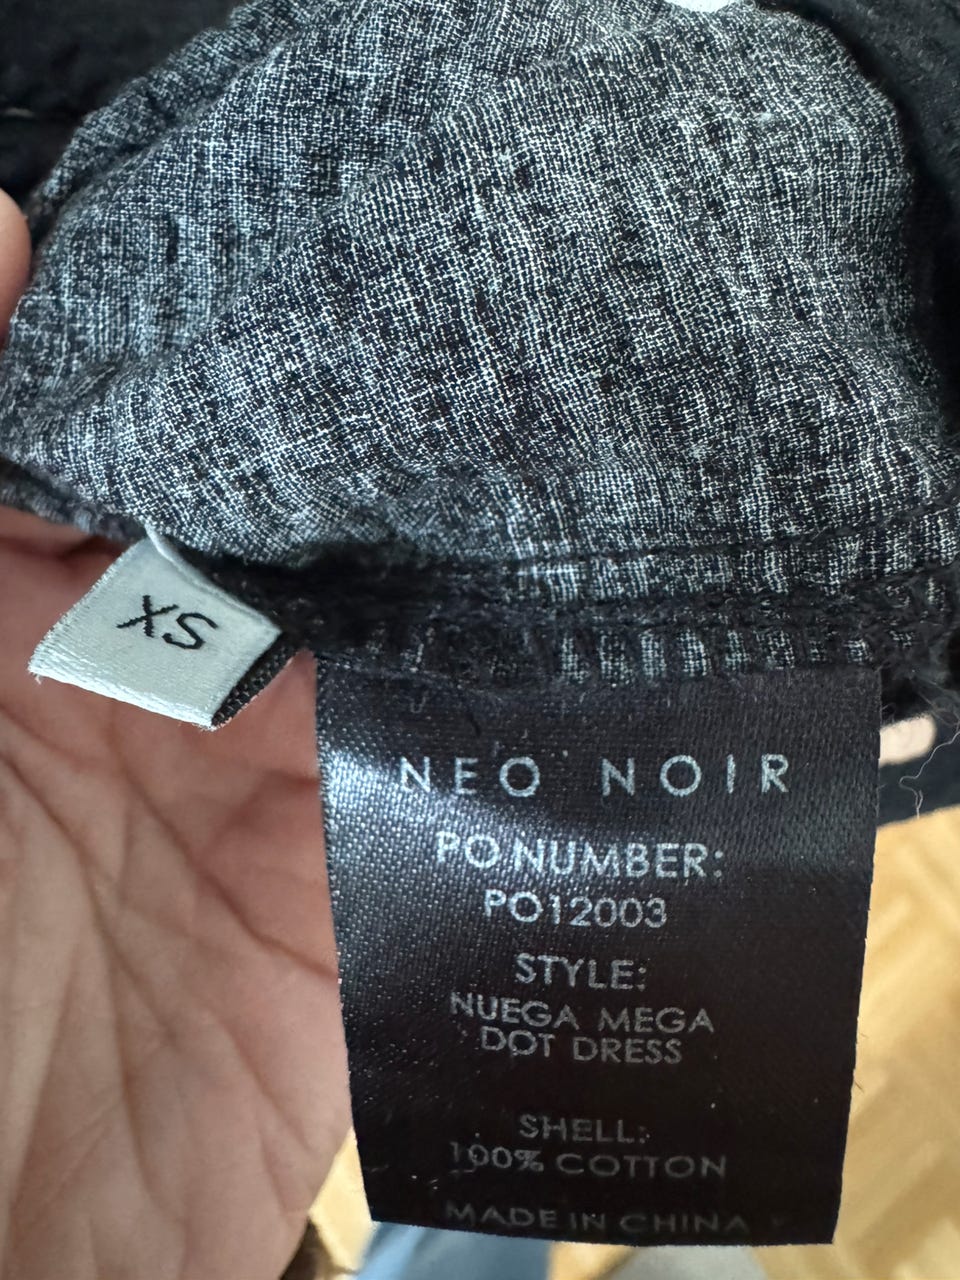 XS
NEO NOIR
PO NUMBER:
PO12003
STYLE:
NUEGA MEGA
DOT DRESS
SHELL:
100% COTTON
MADE IN CHINA